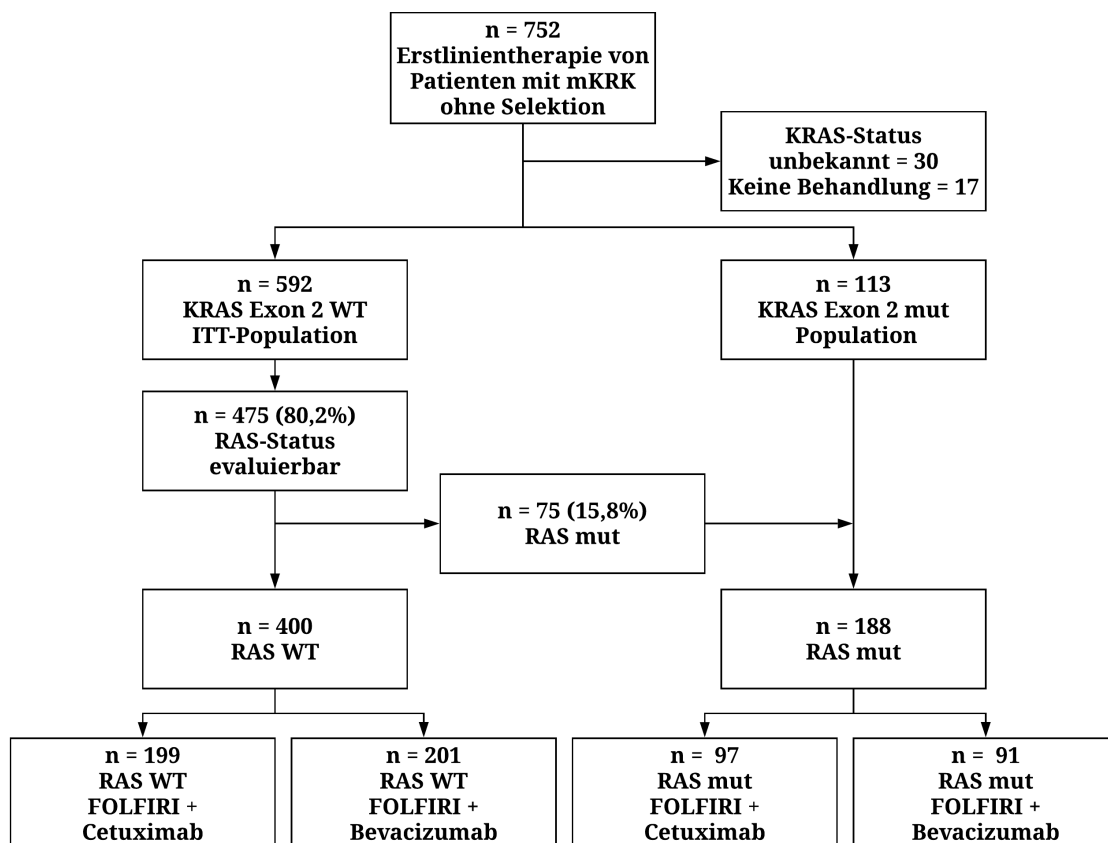 n = 752
Erstlinientherapie von
Patienten mit mKRK
ohne Selektion
KRAS-Status
unbekannt = 30
Keine Behandlung = 17
n = 592
KRAS Exon 2 WT
ITT-Population
n = 113
KRAS Exon 2 mut
Population
n = 475 (80,2%)
RAS-Status
evaluierbar
n = 75 (15,8%)
RAS mut
n = 400
RAS WT
n = 188
RAS mut
n = 199
RAS WT
FOLFIRI +
Cetuximab
n = 201
RAS WT
FOLFIRI +
Bevacizumab
n = 97
RAS mut
FOLFIRI +
Cetuximab
n = 91
RAS mut
FOLFIRI +
Bevacizumab